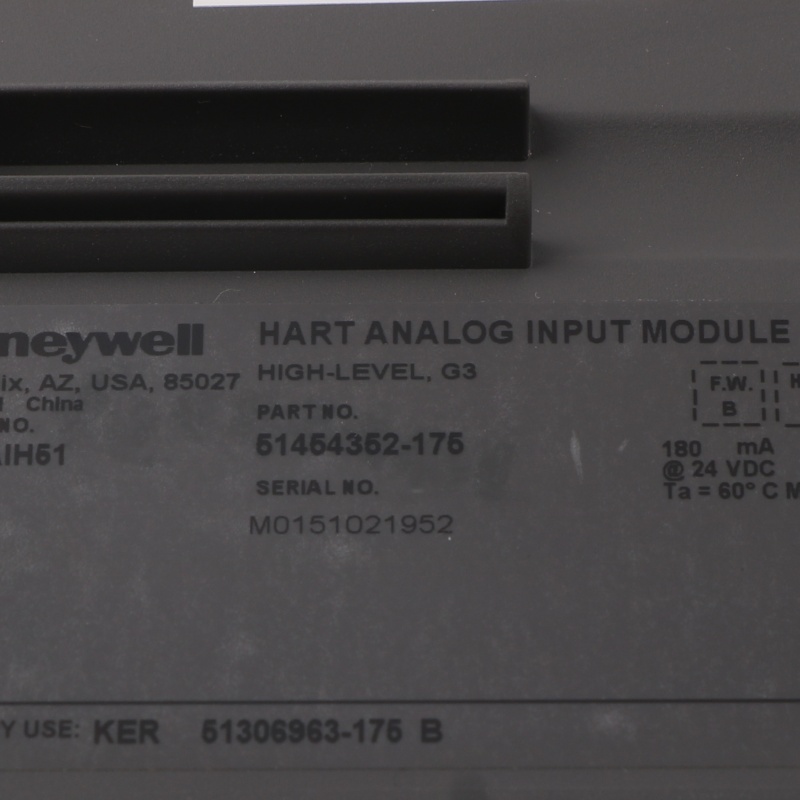 neywell
ix, AZ, USA, 85027
China
NO.
IH51
HART ANALOG INPUT MODULE
HIGH-LEVEL, G3
PART NO.
51454352-175
SERIAL NO.
M0151021952
F.W.
B
H
180 mA
@ 24 VDC
Ta = 60° C M
Y USE: KER 51306963-175 B